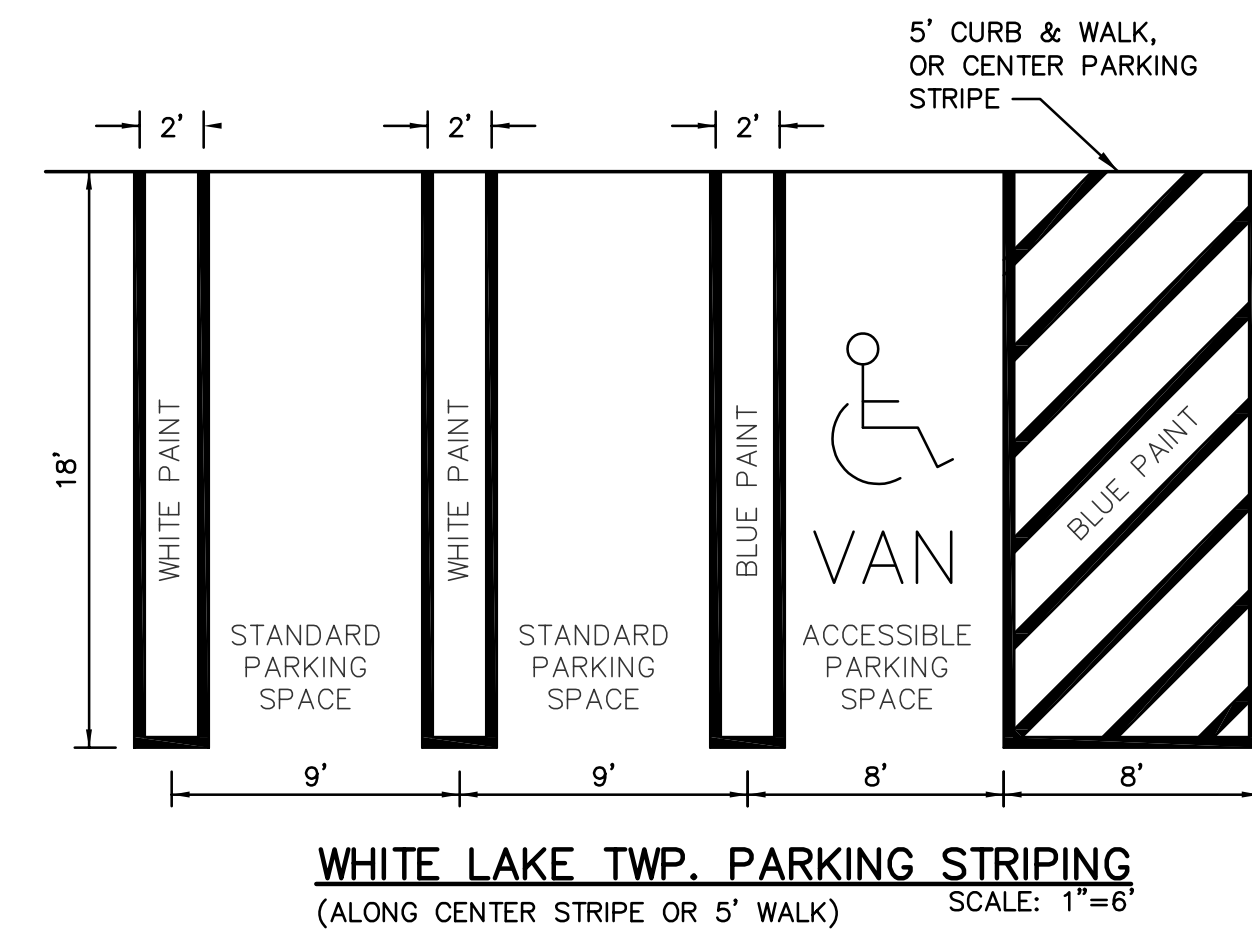 5' CURB & WALK,
OR CENTER PARKING
STRIPE
2'
2'
2'
18'
WHITE PAINT
WHITE PAINT
BLUE PAINT
BLUE PAINT
VAN
STANDARD
PARKING
SPACE
STANDARD
PARKING
SPACE
ACCESSIBLE
PARKING
SPACE
9'
9'
8'
8'
WHITE LAKE TWP. PARKING STRIPING
(ALONG CENTER STRIPE OR 5' WALK)
SCALE: 1"=6'